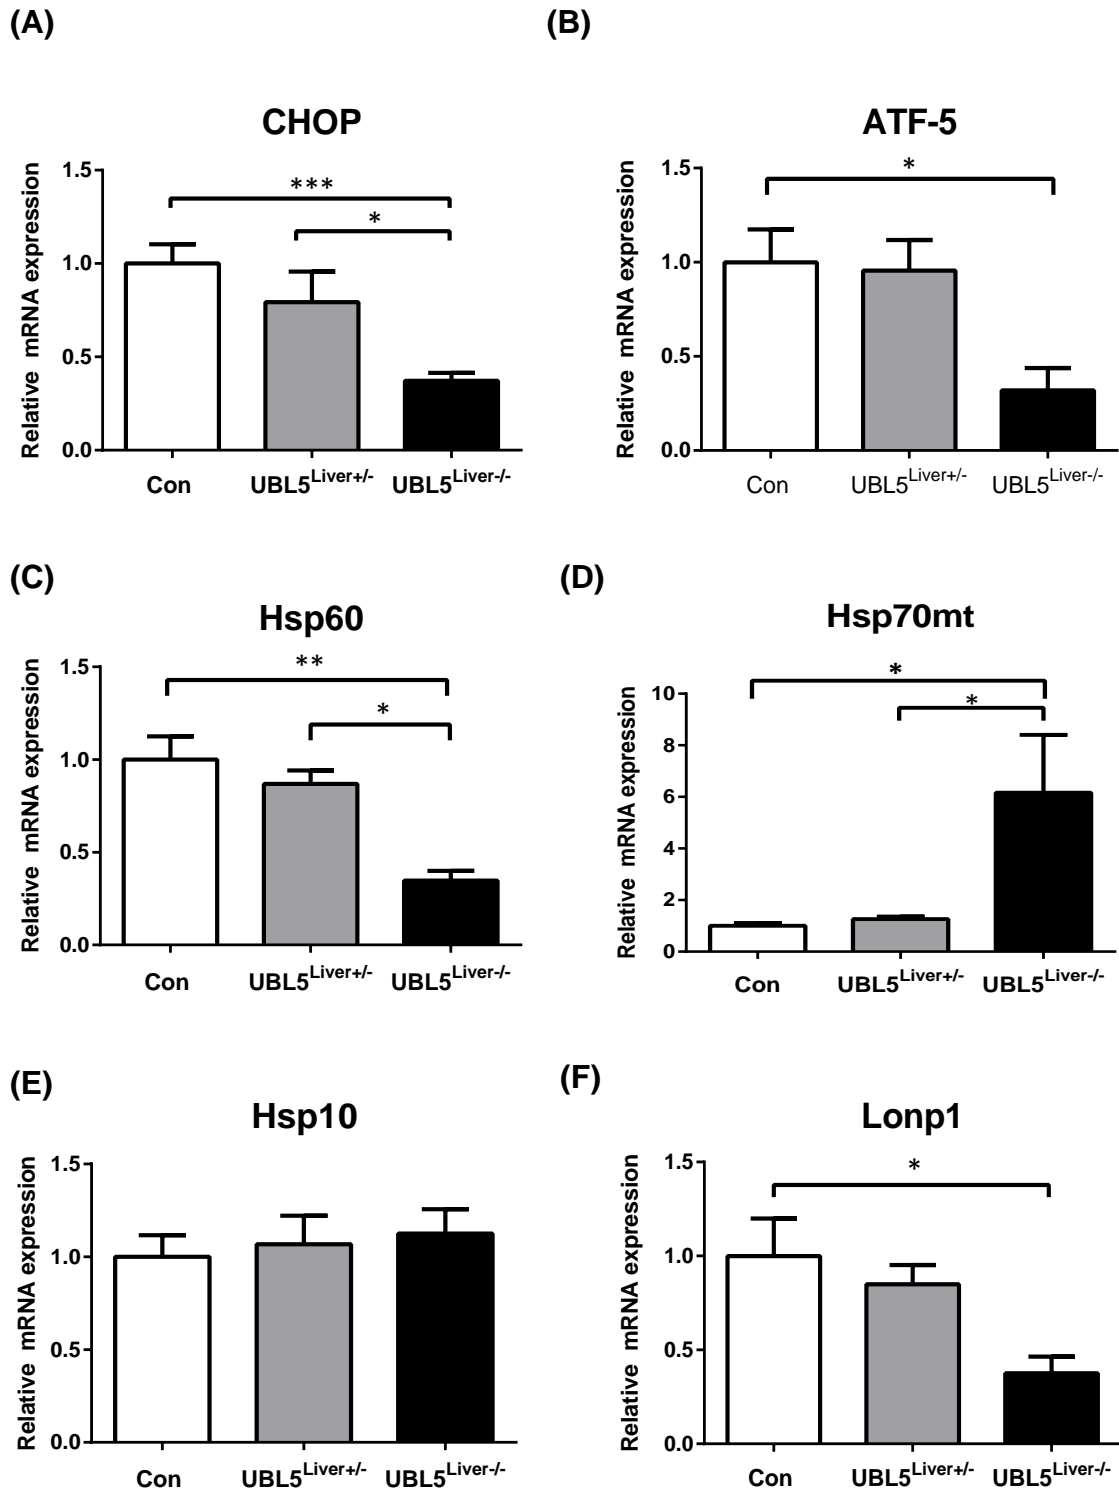 (A)
CHOP
Relative mRNA expression
1.5
1.0
0.5
0.0
***
*
Con UBL5Liver+/- UBL5Liver-/-
(B)
ATF-5
Relative mRNA expression
1.5
1.0
0.5
0.0
*
Con UBL5Liver+/- UBL5Liver-/-
(C)
Hsp60
Relative mRNA expression
1.5
1.0
0.5
0.0
**
*
Con UBL5Liver+/- UBL5Liver-/-
(D)
Hsp70mt
Relative mRNA expression
10
8
6
4
2
0
*
*
Con UBL5Liver+/- UBL5Liver-/-
(E)
Hsp10
Relative mRNA expression
1.5
1.0
0.5
0.0
Con UBL5Liver+/- UBL5Liver-/-
(F)
Lonp1
Relative mRNA expression
1.5
1.0
0.5
0.0
*
Con UBL5Liver+/- UBL5Liver-/-